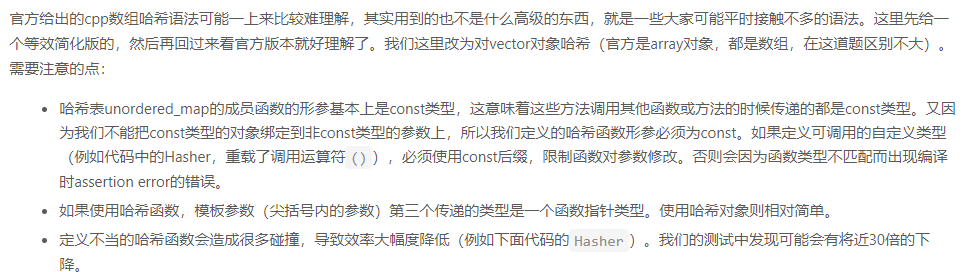 官方给出的cpp数组哈希语法可能一上来比较难理解，其实用到的也不是什么高级的东西，就是一些大家可能平时接触不多的语法。这里先给一
个等效简化版的，然后再回过来看官方版本就好理解了。我们这里改为对vector对象哈希（官方是array对象，都是数组，在这道题区别不大）。
需要注意的点：
• 哈希表unordered_map的成员函数的形参基本上是const类型，这意味着这些方法调用其他函数或方法的时候传递的都是const类型。又因
为我们不能把const类型的对象绑定到非const类型的参数上，所以我们定义的哈希函数形参必须为const。如果定义可调用的自定义类型
（例如代码中的Hasher，重载了调用运算符()），必须使用const后缀，限制函数对参数修改。否则会因为函数类型不匹配而出现编译
时assertion error的错误。
• 如果使用哈希函数，模板参数（尖括号内的参数）第三个传递的类型是一个函数指针类型。使用哈希对象则相对简单。
• 定义不当的哈希函数会造成很多碰撞，导致效率大幅度降低（例如下面代码的Hasher）。我们的测试中发现可能会有将近30倍的下
降。